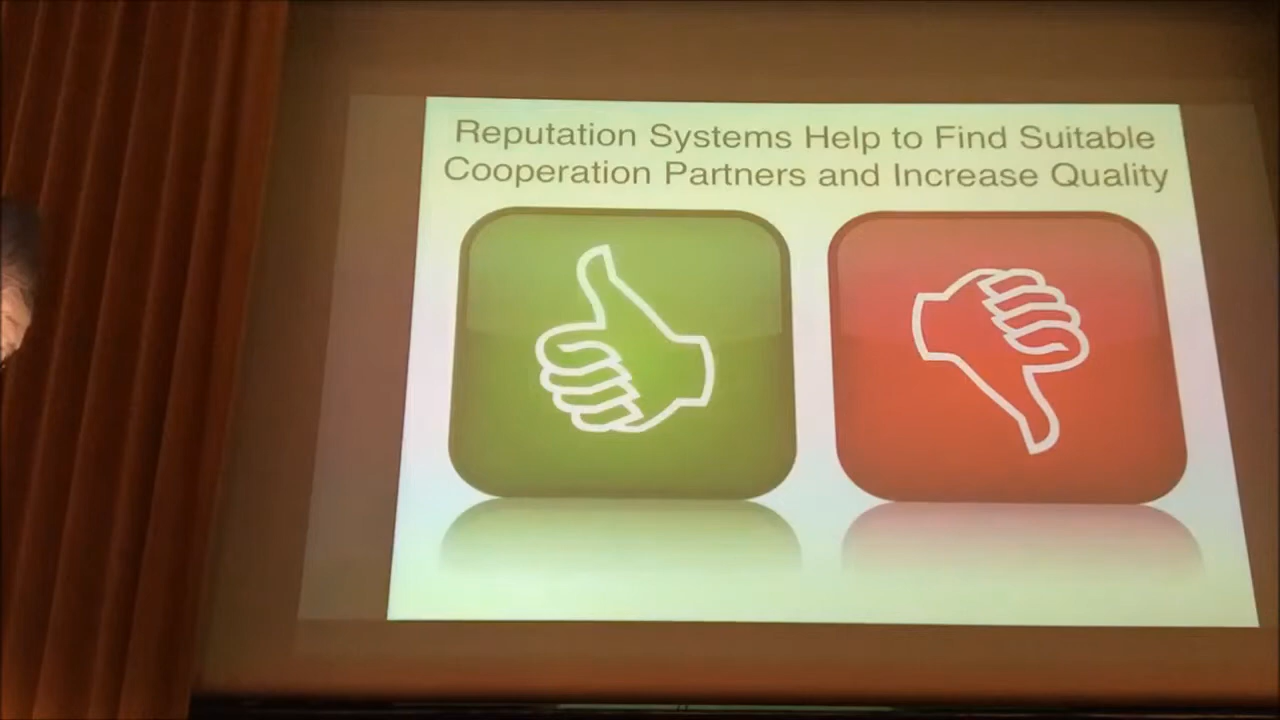 Reputation Systems Help to Find Suitable
Cooperation Partners and Increase Quality